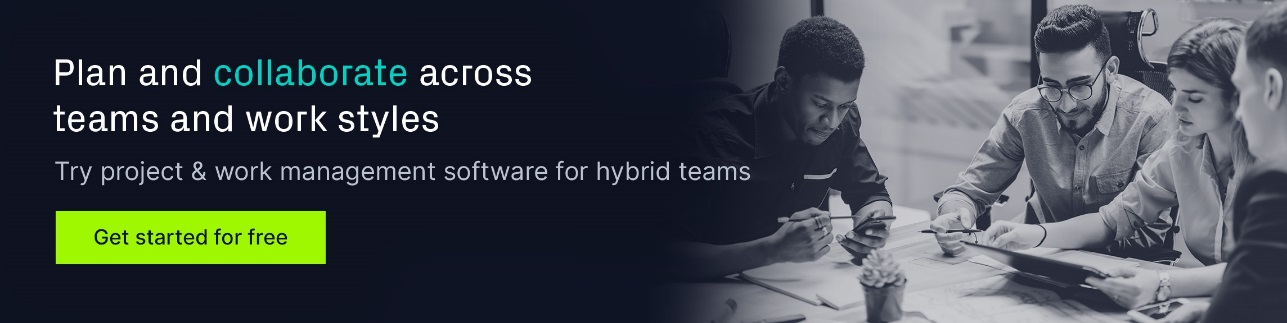 Plan and collaborate across
teams and work styles
Try project & work management software for hybrid teams
Get started for free